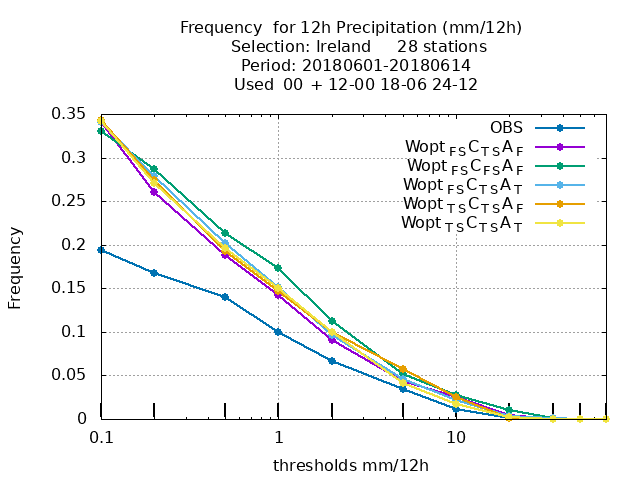 Frequency for 12h Precipitation (mm/12h)
Selection: Ireland 28 stations
Period: 20180601-20180614
Used 00 + 12-00 18-06 24-12
Frequency
0.35
0.3
0.25
0.2
0.15
0.1
0.05
0
0.1
1
10
thresholds mm/12h
OBS
Wopt FS C TS A F
Wopt FS C FS A F
Wopt FS C TS A T
Wopt TS C TS A F
Wopt TS C TS A T